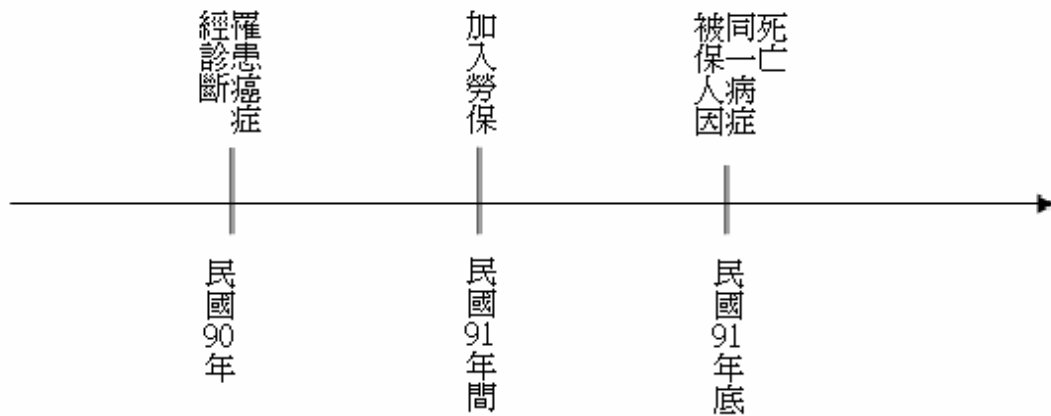 經診斷
罹患癌症
加入勞保
被保人因
同一病症
死亡
民國90年
民國91年間
民國91年底